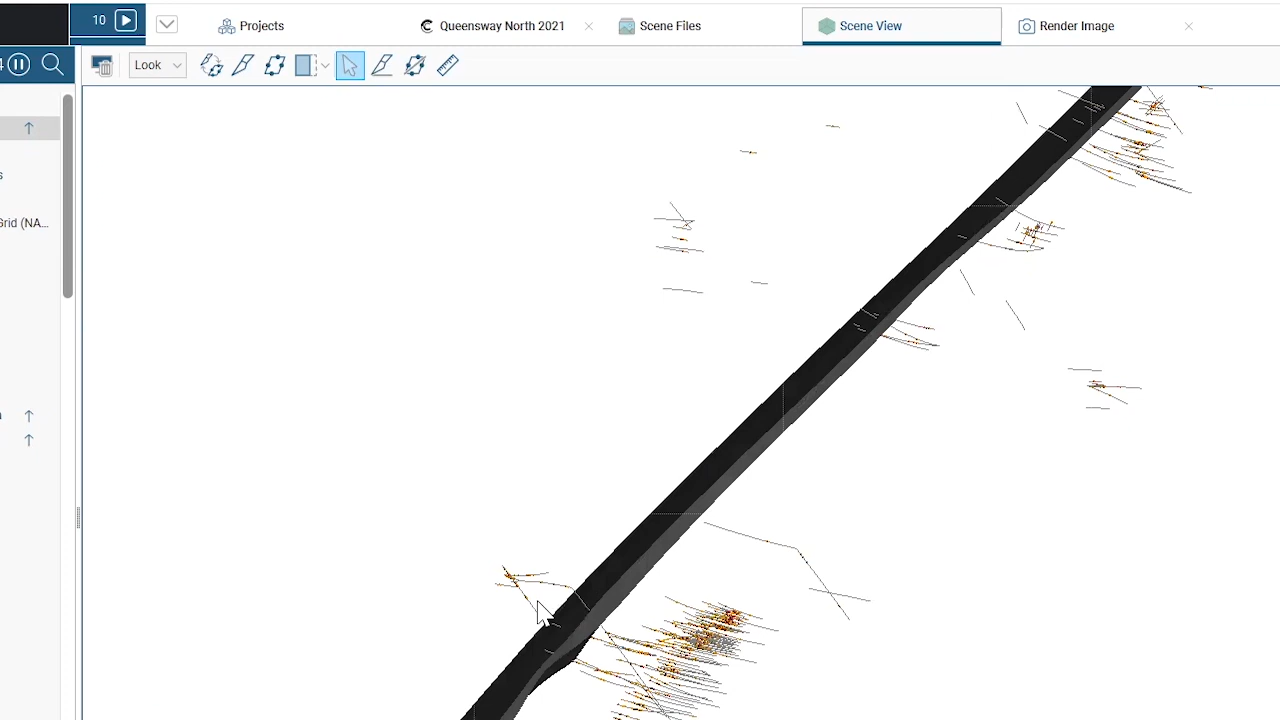 10
Projects
Queensway North 2021
Scene Files
Scene View
Render Image
Look
Grid (NA...